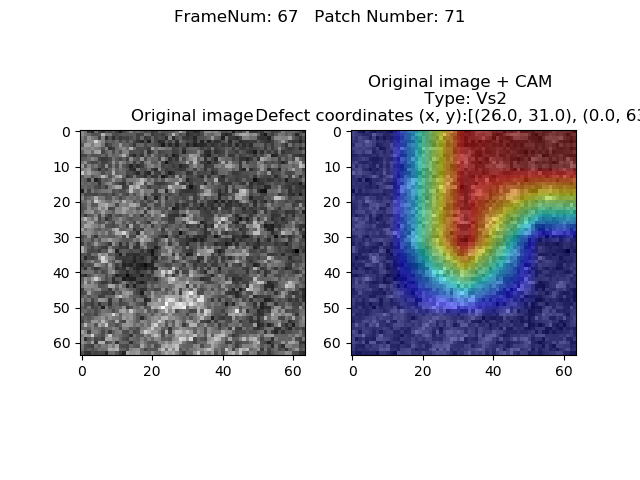 FrameNum: 67   Patch Number: 71
Original image + CAM
Type: Vs2
Original image
Defect coordinates (x, y):[(26.0, 31.0), (0.0, 63
0
10
20
30
40
50
60
0 20 40 60
0
10
20
30
40
50
60
0 20 40 60